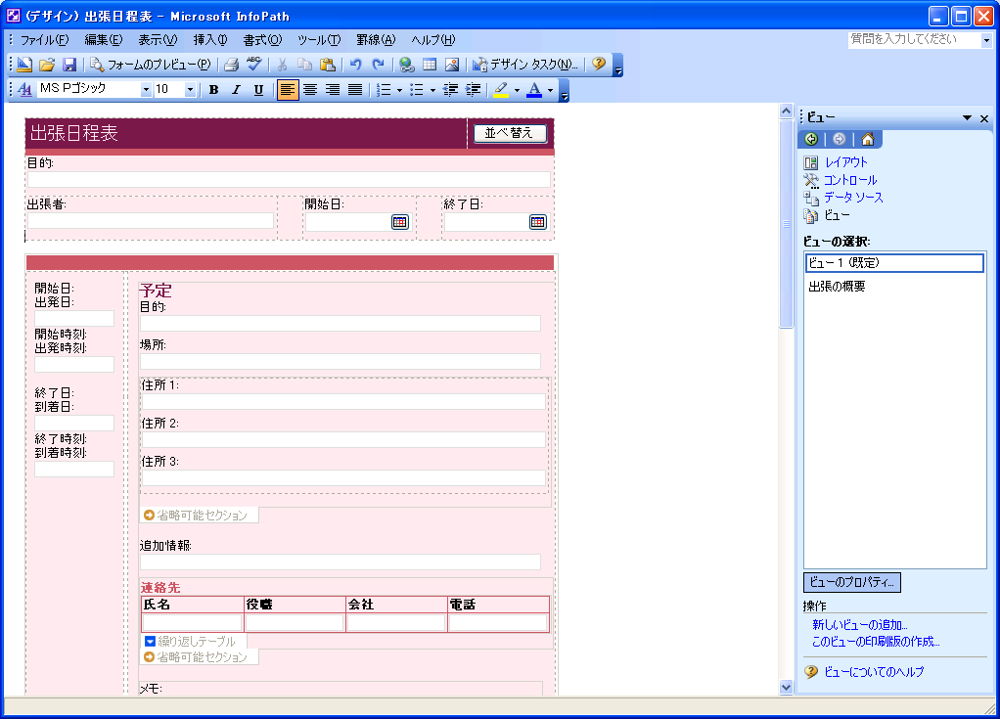 (デザイン) 出張日程表 - Microsoft InfoPath
ファイル(F) 編集(E) 表示(V) 挿入(I) 書式(O) ツール(T) 罫線(A) ヘルプ(H) 質問を入力してください
フォームのプレビュー(P) ABC デザイン タスク(N)...
MS Pゴシック 10 B I U A
出張日程表 並べ替え
目的:
出張者: 開始日: 終了日:
開始日:
出発日:
開始時刻:
出発時刻:
終了日:
到着日:
終了時刻:
到着時刻:
予定
目的:
場所:
住所 1:
住所 2:
住所 3:
省略可能セクション
追加情報:
連絡先
氏名 役職 会社 電話
繰り返しテーブル
省略可能セクション
メモ:
ビュー
レイアウト
コントロール
データ ソース
ビュー
ビューの選択:
ビュー 1 (既定)
出張の概要
ビューのプロパティ...
操作
新しいビューの追加...
このビューの印刷版の作成...
ビューについてのヘルプ